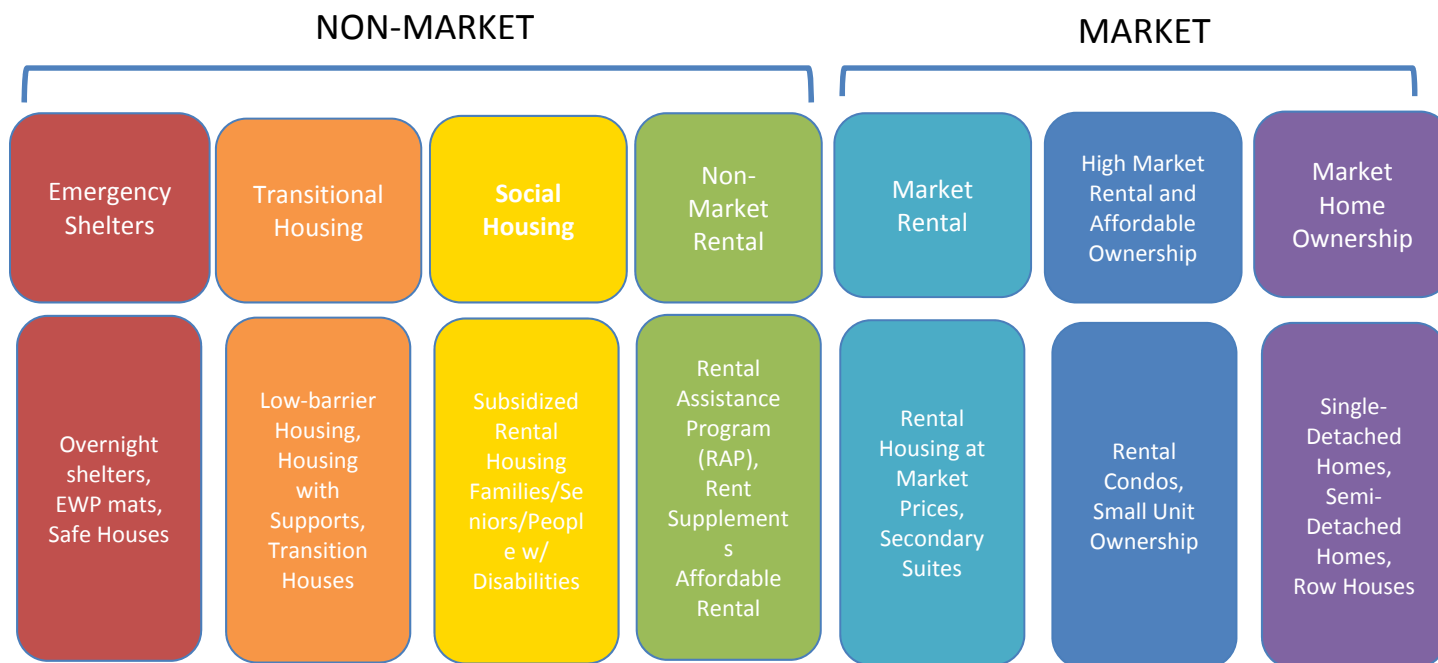 NON-MARKET
MARKET
Emergency
Shelters
Transitional
Housing
Social
Housing
Non-
Market
Rental
Market
Rental
High Market
Rental and
Affordable
Ownership
Market
Home
Ownership
Overnight
shelters,
EWP mats,
Safe Houses
Low-barrier
Housing,
Housing
with
Supports,
Transition
Houses
Subsidized
Rental
Housing
Families/Se
niors/Peopl
e w/
Disabilities
Rental
Assistance
Program
(RAP),
Rent
Supplement
s
Affordable
Rental
Rental
Housing at
Market
Prices,
Secondary
Suites
Rental
Condos,
Small Unit
Ownership
Single-
Detached
Homes,
Semi-
Detached
Homes,
Row Houses